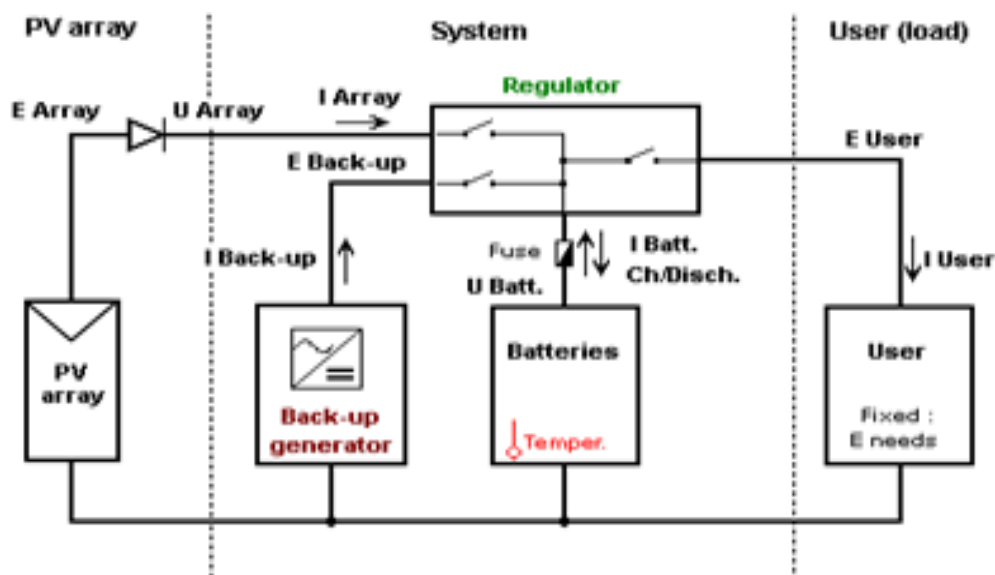 PV array
System
User (load)
Regulator
I Array
E Array
U Array
E User
E Back-up
Fuse
I Batt.
Ch/Disch.
I Back-up
U Batt.
I User
PV
array
Batteries
User
Back-up
generator
Temper.
Fixed :
E needs